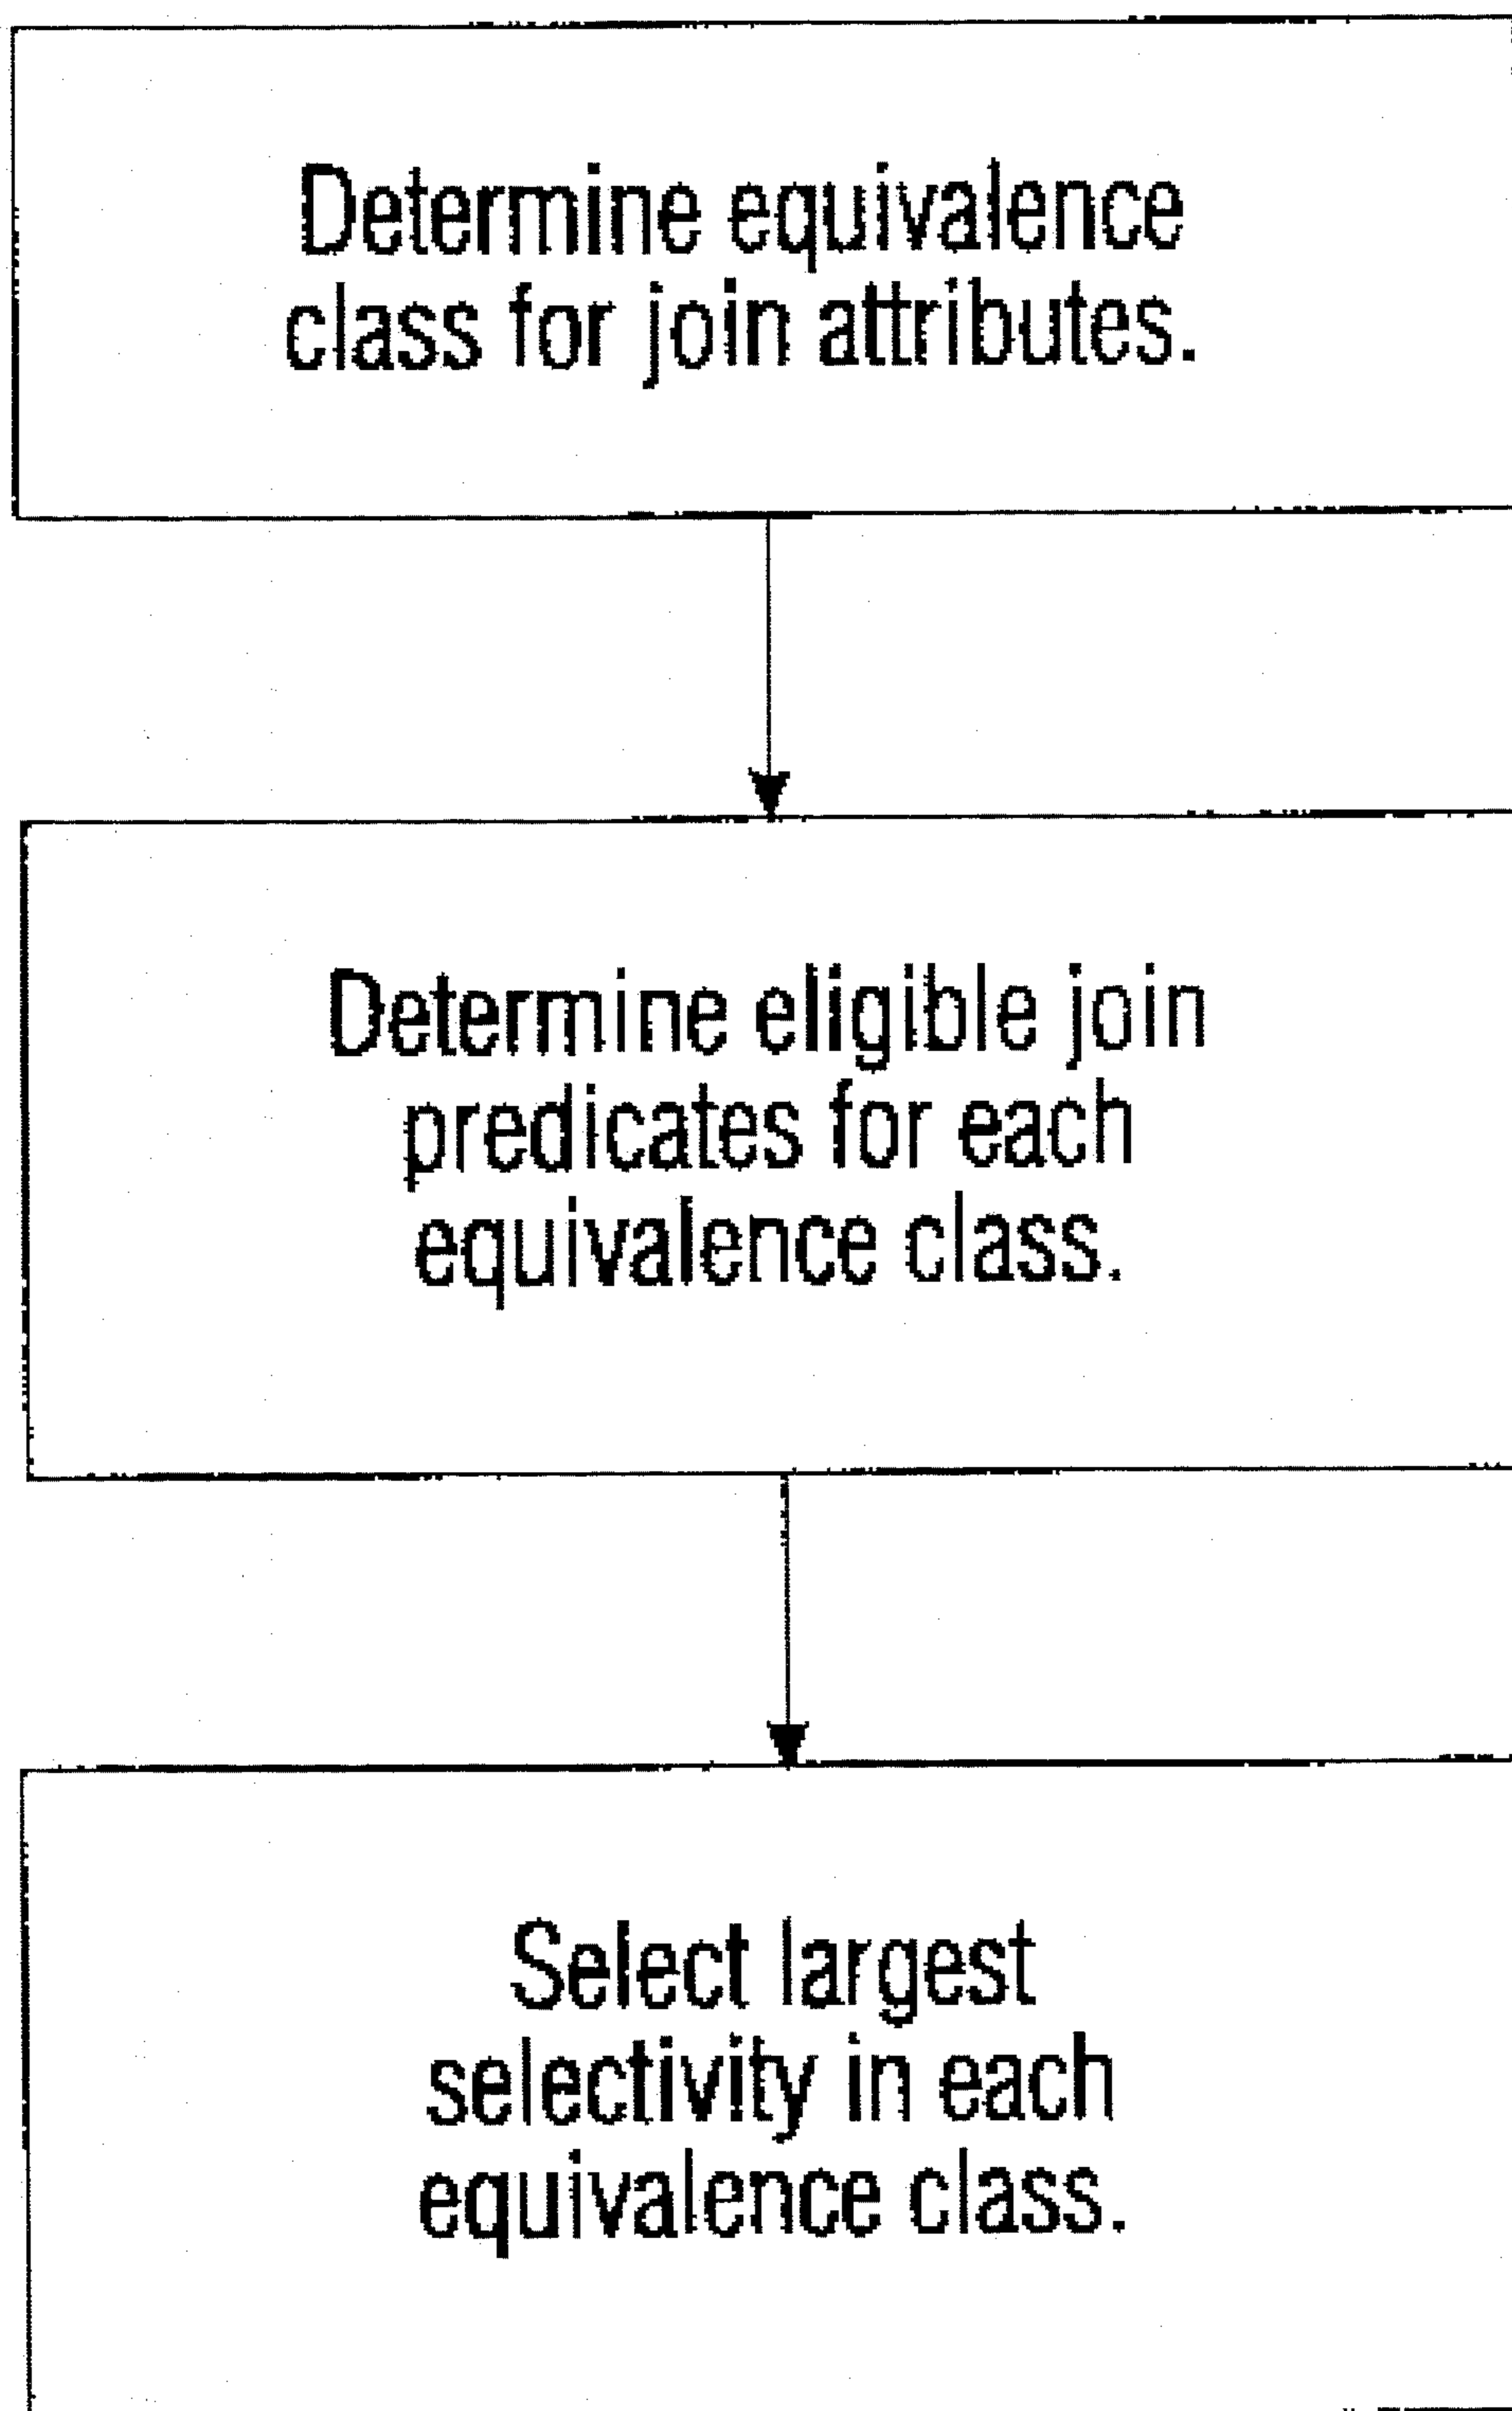 Determine equivalence
class for join attributes.
Determine eligible join
predicates for each
equivalence class.
Select largest
selectivity in each
equivalence class.